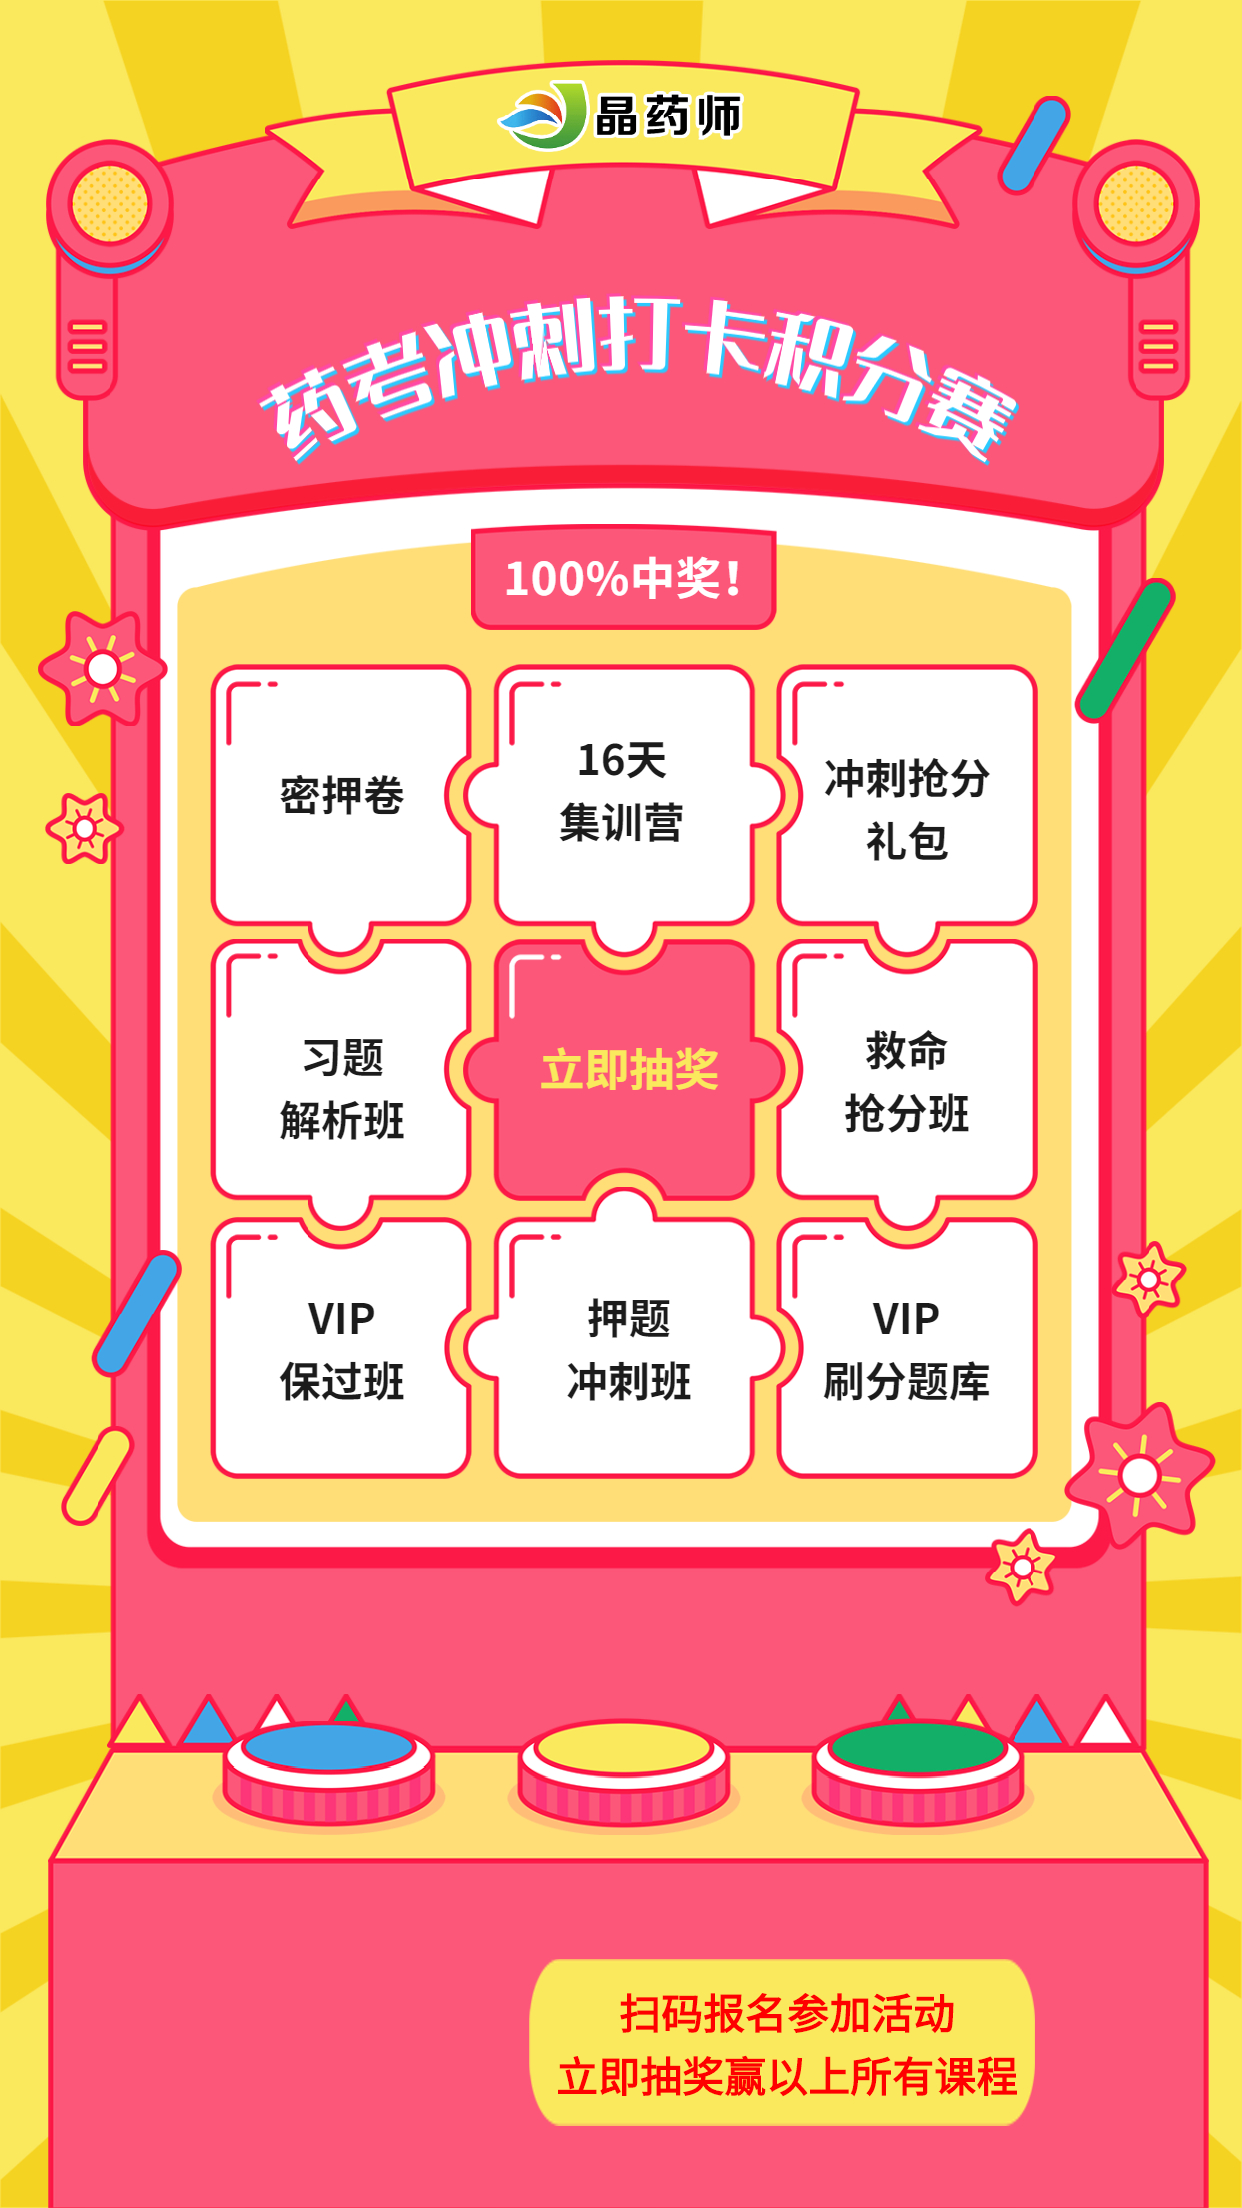 晶药师
药考冲刺打卡积分赛
100%中奖！
密押卷
16天
集训营
冲刺抢分
礼包
习题
解析班
立即抽奖
救命
抢分班
VIP
保过班
押题
冲刺班
VIP
刷分题库
扫码报名参加活动
立即抽奖赢以上所有课程